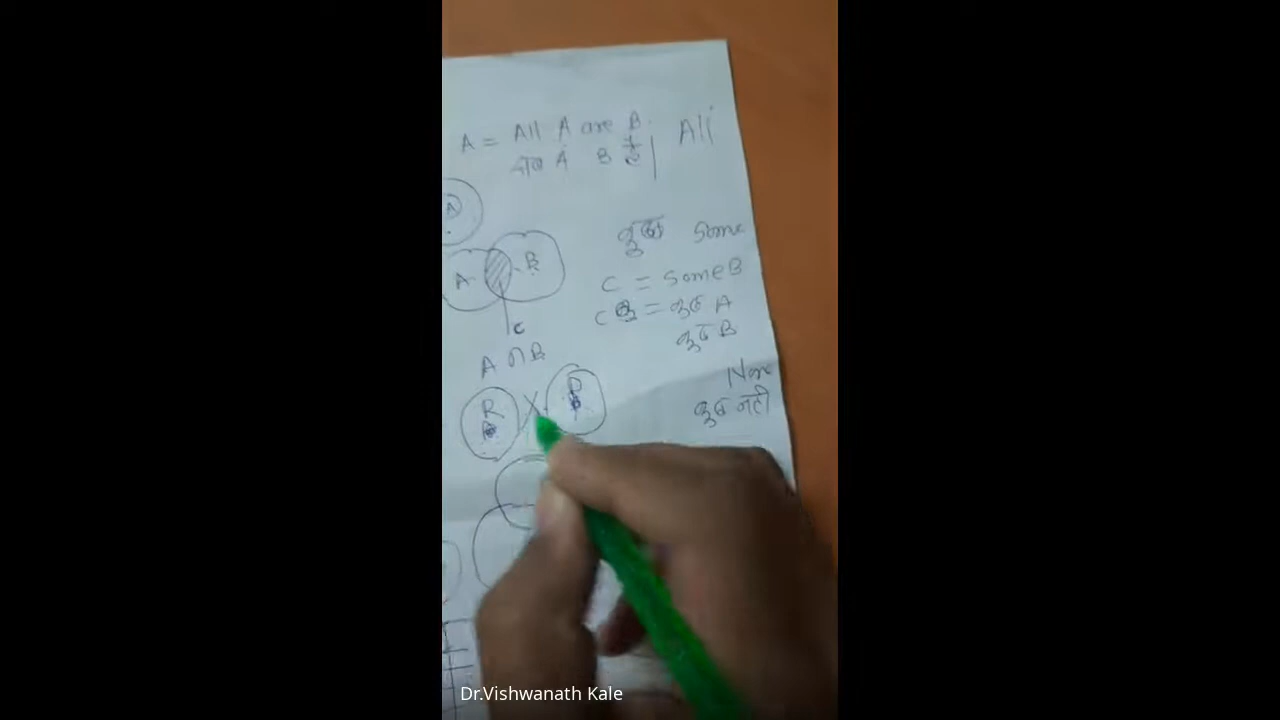 A = All A are B. All
सब A B है|
A
कुछ Some
A B
C = Some B
C = कुछ A
C
कुछ B
A ∩ B
None
R X P
कुछ नही
Dr.Vishwanath Kale